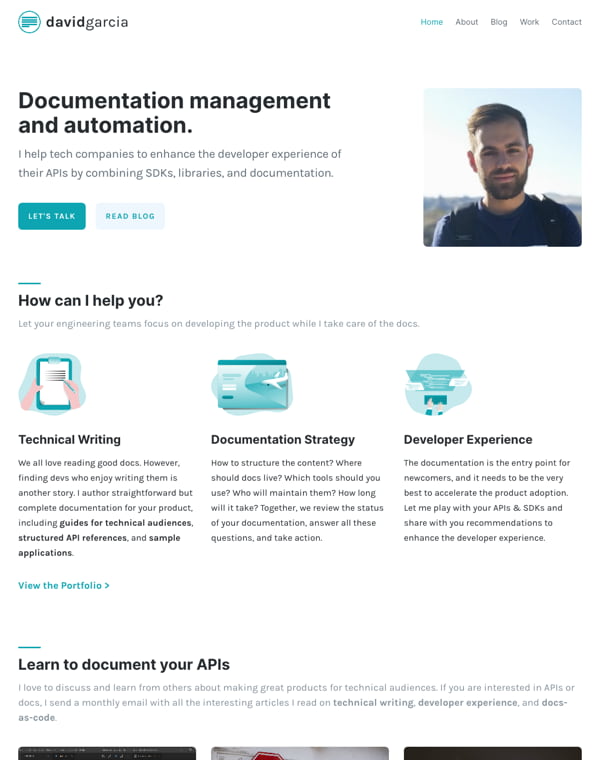 davidgarcia
Home About Blog Work Contact
Documentation management
and automation.
I help tech companies to enhance the developer experience of
their APIs by combining SDKs, libraries, and documentation.
LET'S TALK READ BLOG
How can I help you?
Let your engineering teams focus on developing the product while I take care of the docs.
Technical Writing
We all love reading good docs. However,
finding devs who enjoy writing them is
another story. I author straightforward but
complete documentation for your product,
including guides for technical audiences,
structured API references, and sample
applications.
Documentation Strategy
How to structure the content? Where
should docs live? Which tools should you
use? Who will maintain them? How long
will it take? Together, we review the status
of your documentation, answer all these
questions, and take action.
Developer Experience
The documentation is the entry point for
newcomers, and it needs to be the very
best to accelerate the product adoption.
Let me play with your APIs & SDKs and
share with you recommendations to
enhance the developer experience.
View the Portfolio >
Learn to document your APIs
I love to discuss and learn from others about making great products for technical audiences. If you are interested in APIs or
docs, I send a monthly email with all the interesting articles I read on technical writing, developer experience, and docs-
as-code.